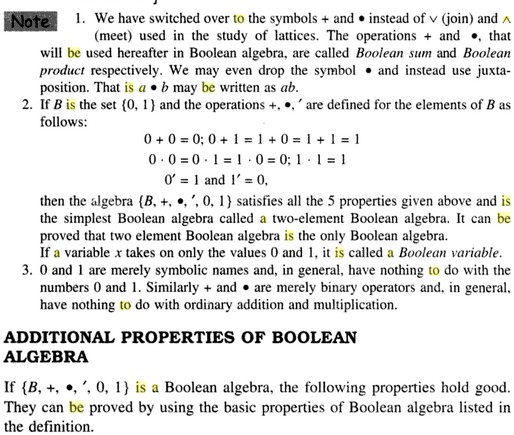 Note 1. We have switched over to the symbols + and • instead of ∨ (join) and ∧
(meet) used in the study of lattices. The operations + and •, that
will be used hereafter in Boolean algebra, are called Boolean sum and Boolean
product respectively. We may even drop the symbol • and instead use juxta-
position. That is a • b may be written as ab.
2. If B is the set {0, 1} and the operations +, •, ′ are defined for the elements of B as
follows:
0 + 0 = 0; 0 + 1 = 1 + 0 = 1 + 1 = 1
0 · 0 = 0 · 1 = 1 · 0 = 0; 1 · 1 = 1
0′ = 1 and 1′ = 0,
then the algebra {B, +, •, ′, 0, 1} satisfies all the 5 properties given above and is
the simplest Boolean algebra called a two-element Boolean algebra. It can be
proved that two element Boolean algebra is the only Boolean algebra.
If a variable x takes on only the values 0 and 1, it is called a Boolean variable.
3. 0 and 1 are merely symbolic names and, in general, have nothing to do with the
numbers 0 and 1. Similarly + and • are merely binary operators and, in general,
have nothing to do with ordinary addition and multiplication.
ADDITIONAL PROPERTIES OF BOOLEAN
ALGEBRA
If {B, +, •, ′, 0, 1} is a Boolean algebra, the following properties hold good.
They can be proved by using the basic properties of Boolean algebra listed in
the definition.